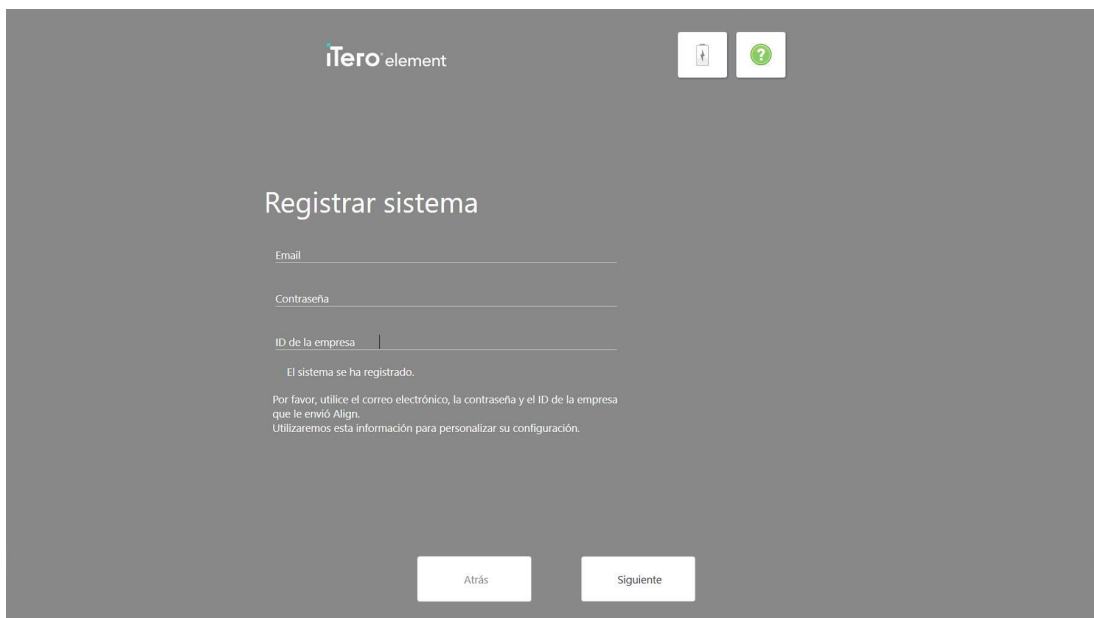 iTero element
?
Registrar sistema
Email
Contraseña
ID de la empresa
El sistema se ha registrado.
Por favor, utilice el correo electrónico, la contraseña y el ID de la empresa
que le envió Align.
Utilizaremos esta información para personalizar su configuración.
Atrás
Siguiente